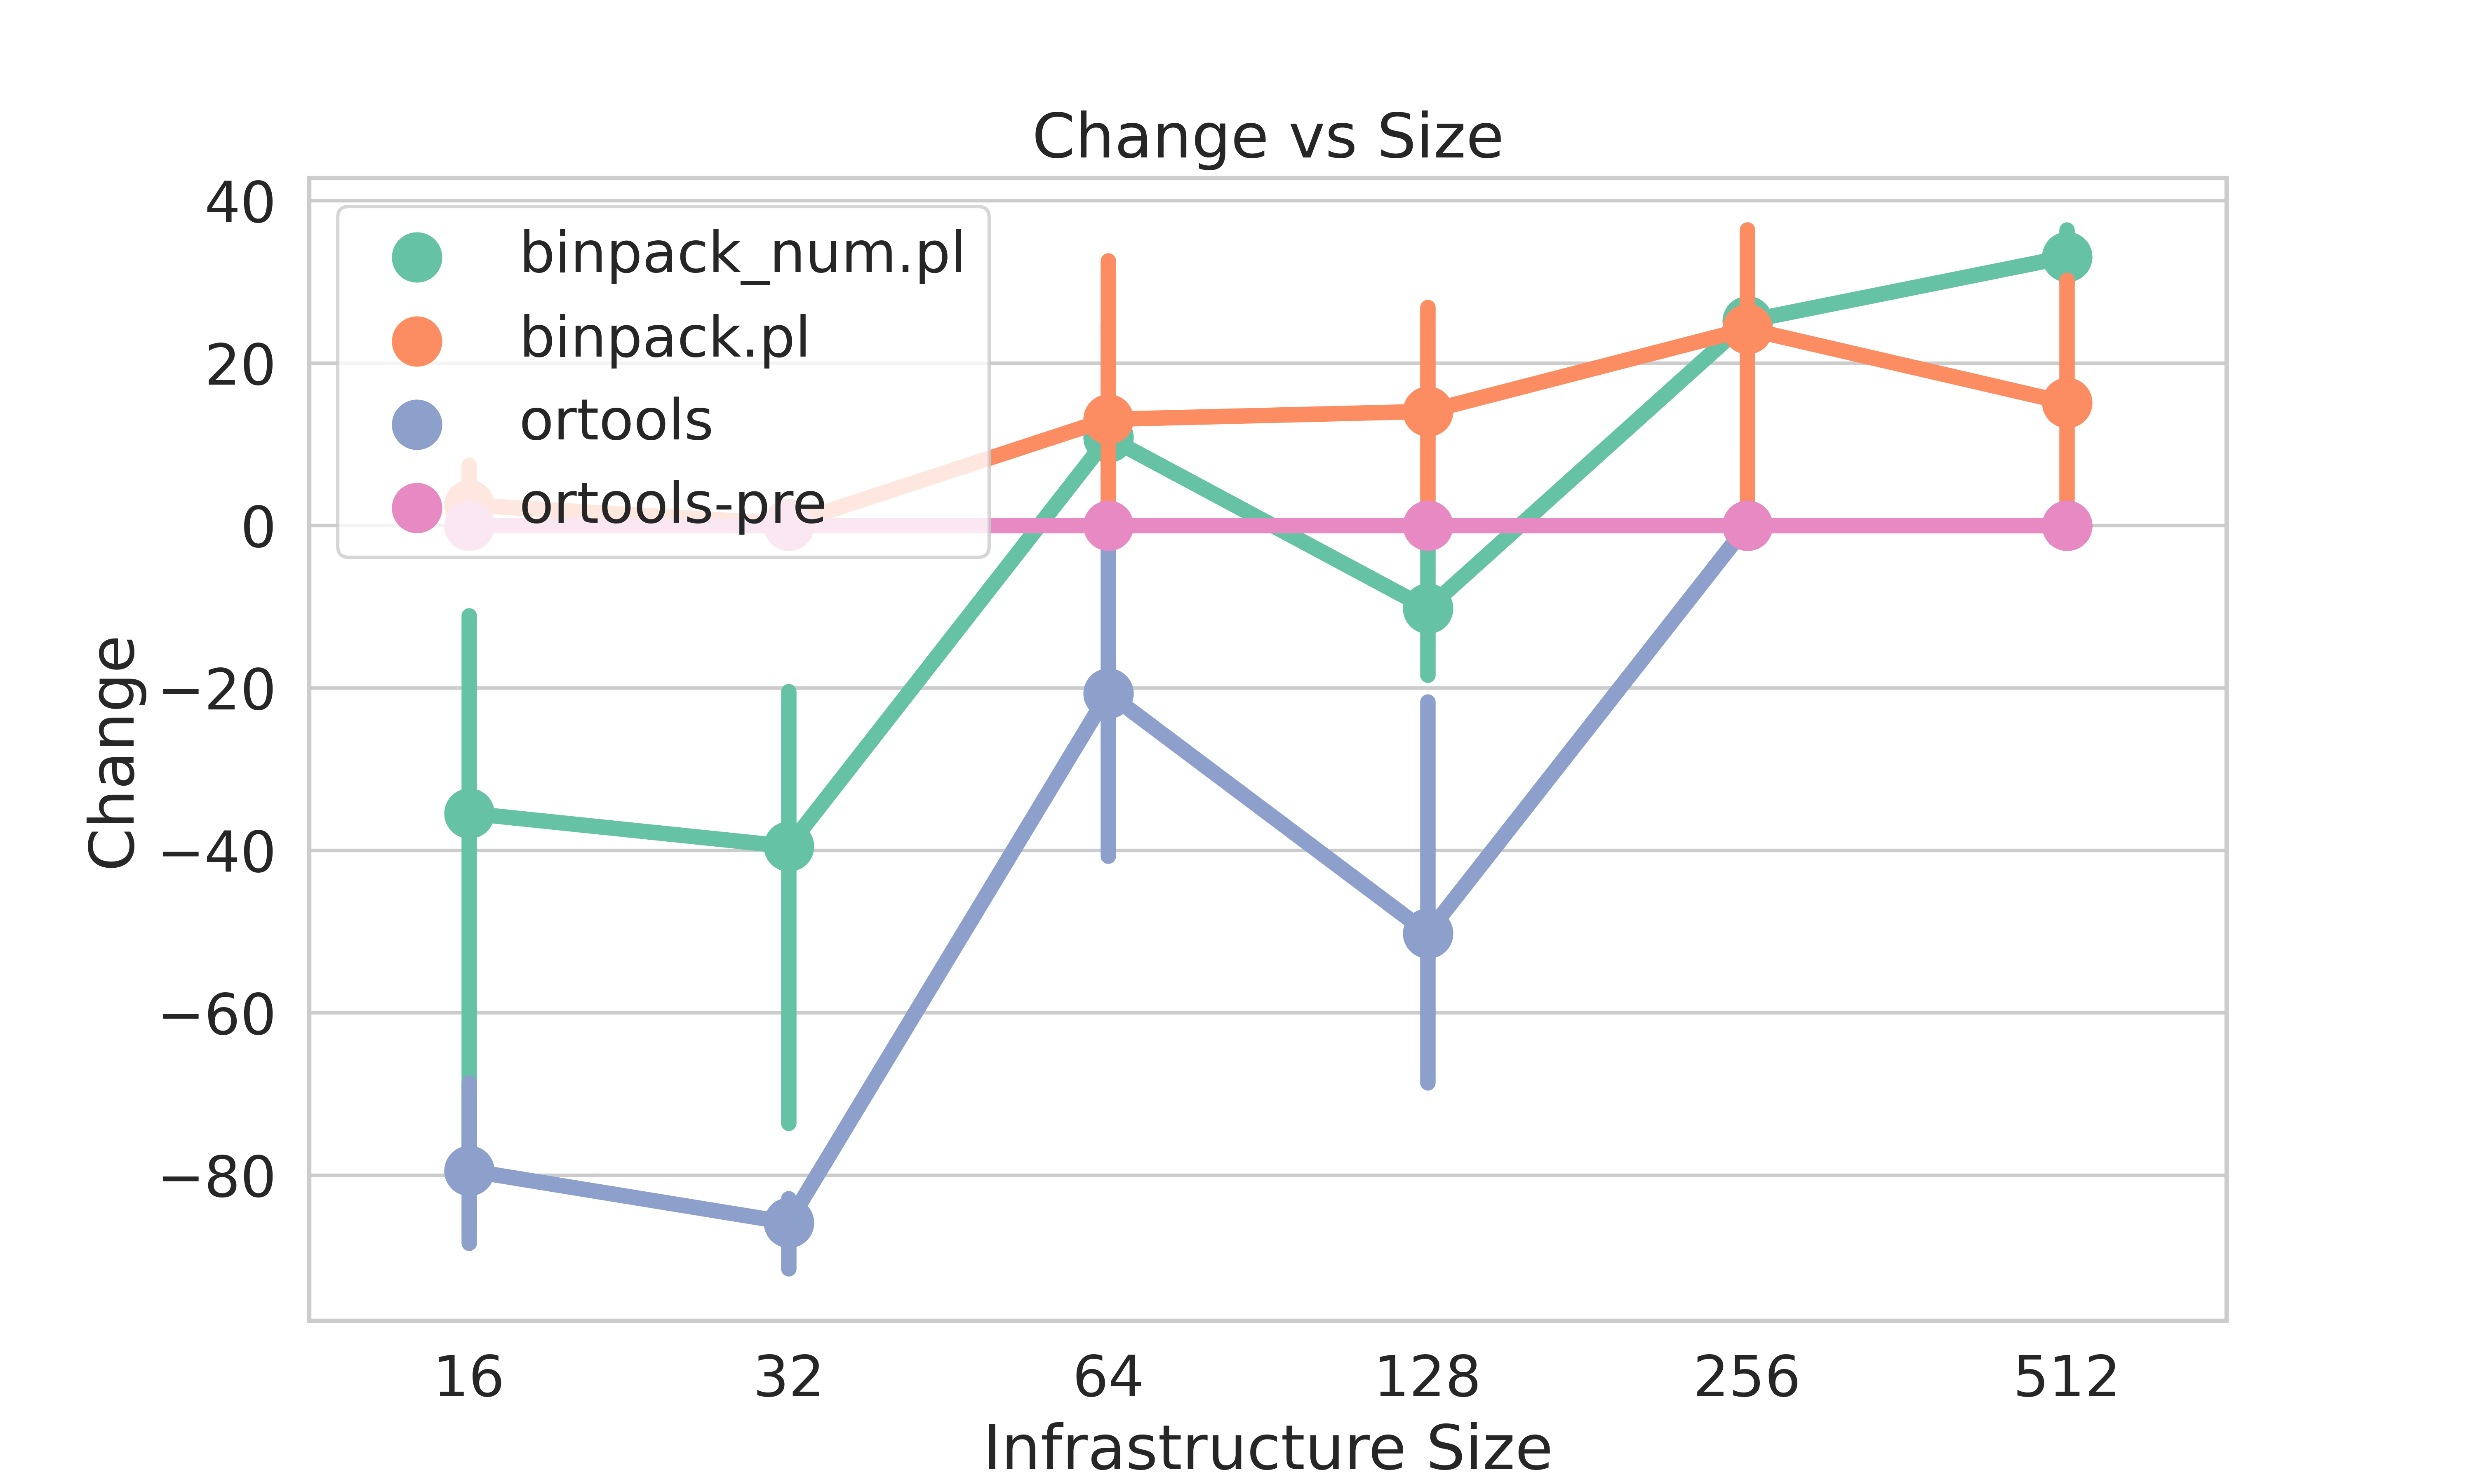 Change vs Size
40
20
0
−20
−40
−60
−80
Change
binpack_num.pl
binpack.pl
ortools
ortools-pre
16 32 64 128 256 512
Infrastructure Size